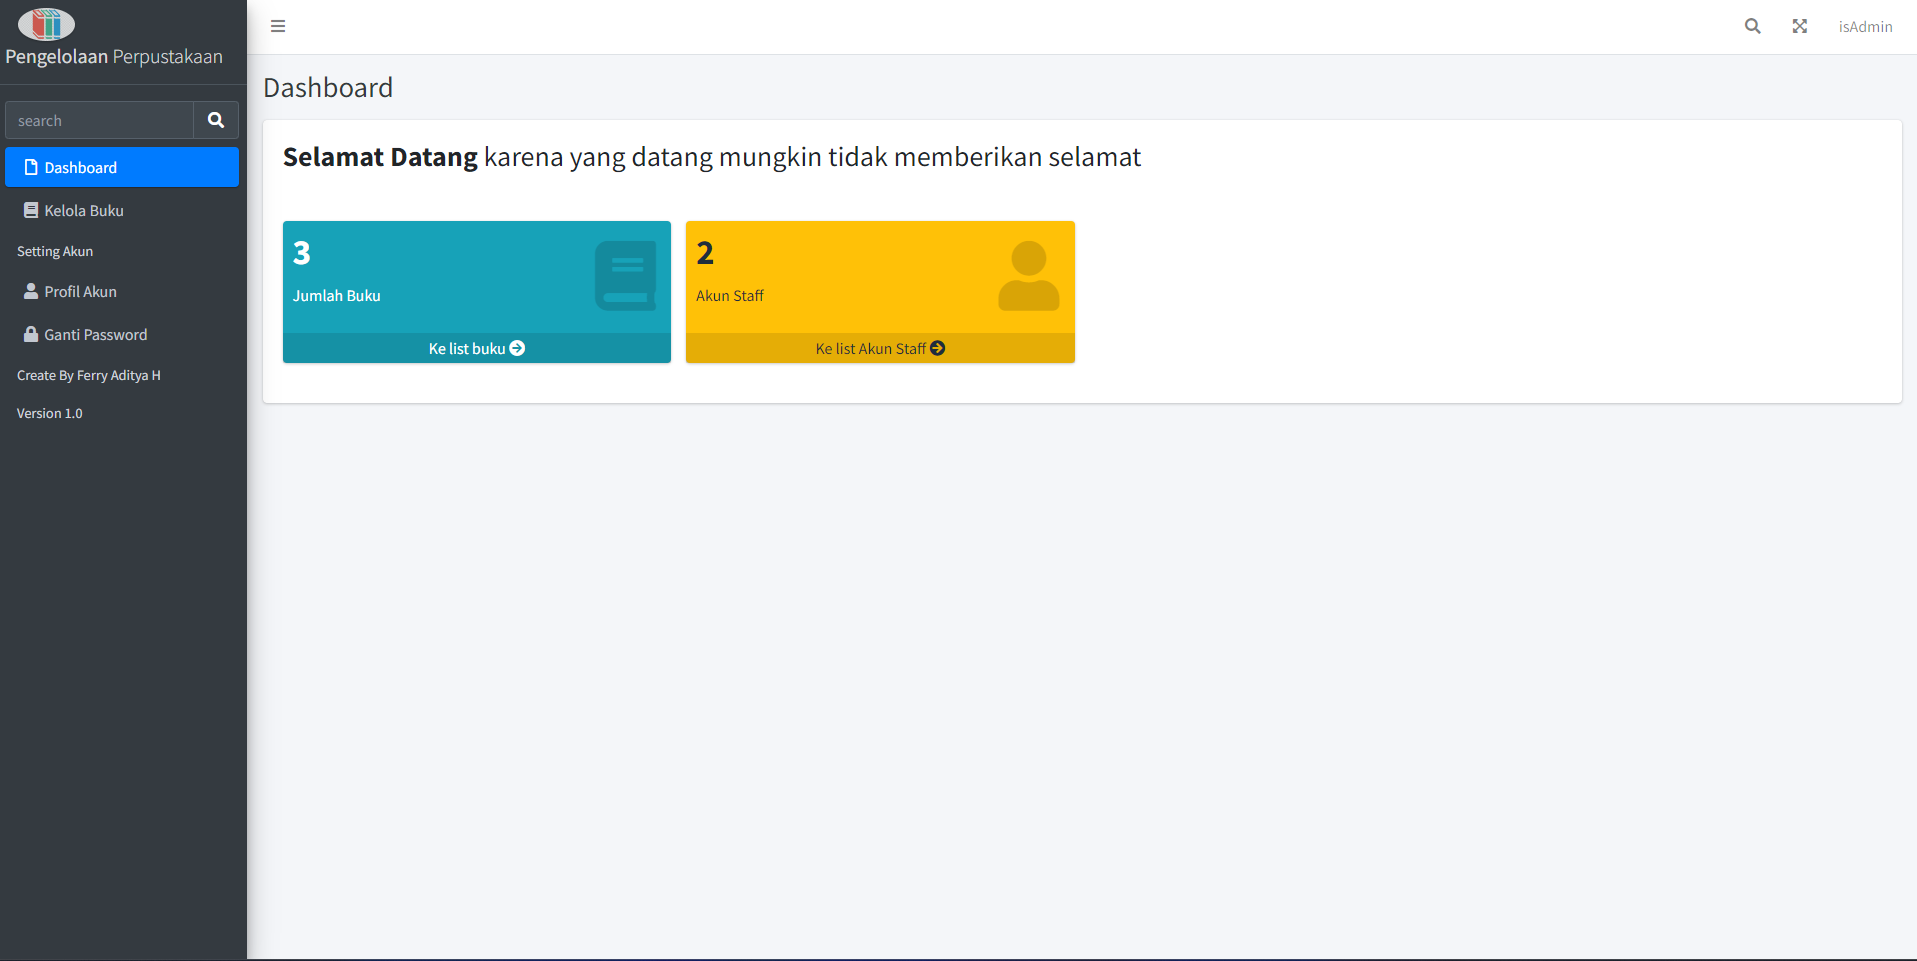 Pengelolaan Perpustakaan
search
Dashboard
Kelola Buku
Setting Akun
Profil Akun
Ganti Password
Create By Ferry Aditya H
Version 1.0
isAdmin
Dashboard
Selamat Datang karena yang datang mungkin tidak memberikan selamat
3
Jumlah Buku
Ke list buku
2
Akun Staff
Ke list Akun Staff